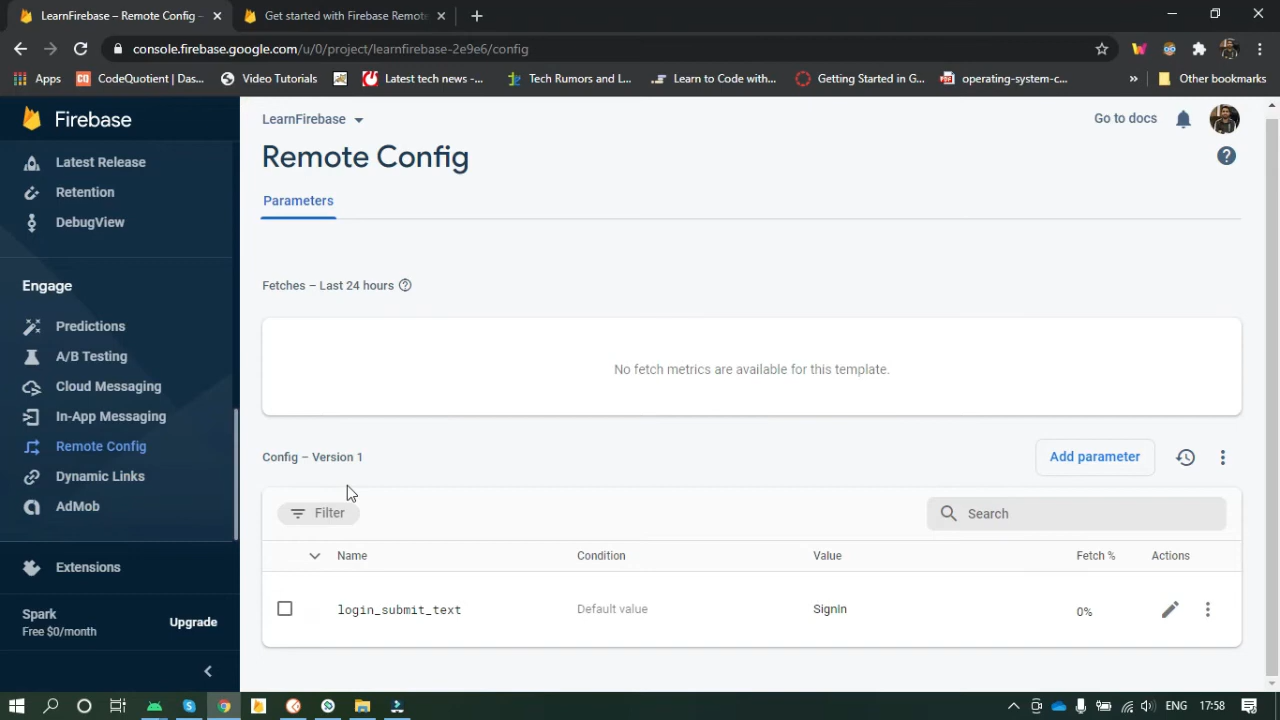 LearnFirebase – Remote Config -
Get started with Firebase Remot
console.firebase.google.com/u/0/project/learnfirebase-2e9e6/config
Apps
CodeQuotient | Das...
Video Tutorials
Latest tech news -...
Tech Rumors and L...
Learn to Code with...
Getting Started in G...
operating-system-c...
»
Other bookmarks
Firebase
Latest Release
Retention
DebugView
Engage
Predictions
A/B Testing
Cloud Messaging
In-App Messaging
Remote Config
Dynamic Links
AdMob
Extensions
Spark
Free $0/month
Upgrade
LearnFirebase
Go to docs
Remote Config
Parameters
Fetches – Last 24 hours
No fetch metrics are available for this template.
Config – Version 1
Add parameter
Filter
Search
Name Condition Value Fetch % Actions
login_submit_text Default value SignIn 0%
ENG 17:58